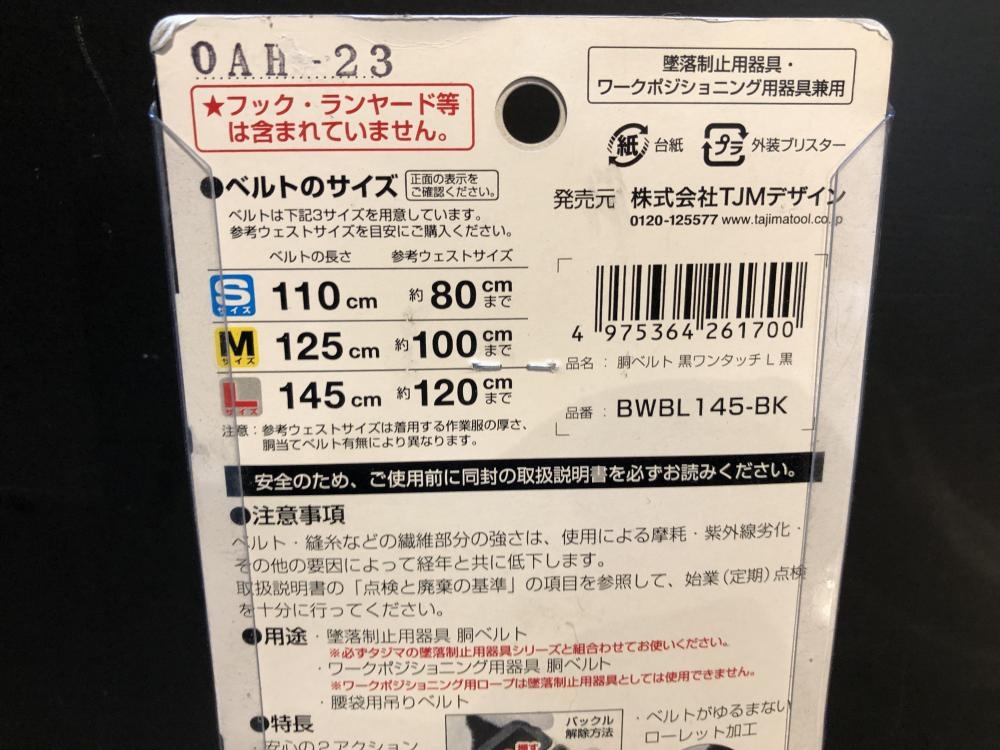 OAH-23
★フック・ランヤード等
は含まれていません。
墜落制止用器具・
ワークポジショニング用器具兼用
紙 台紙 プラ 外装ブリスター
●ベルトのサイズ 正面の表示を
ご確認ください。
ベルトは下記3サイズを用意しています。
参考ウェストサイズを目安にご購入ください。
発売元 株式会社TJMデザイン
0120-125577 www.tajimatool.co.jp
ベルトの長さ 参考ウェストサイズ
S サイズ 110cm 約80cmまで
M サイズ 125cm 約100cmまで
L サイズ 145cm 約120cmまで
注意：参考ウェストサイズは着用する作業服の厚さ、
胴当てベルト有無により異なります。
4 975364 261700
品名：胴ベルト 黒ワンタッチ L 黒
品番：BWBL145-BK
安全のため、ご使用前に同封の取扱説明書を必ずお読みください。
●注意事項
ベルト・縫糸などの繊維部分の強さは、使用による摩耗・紫外線劣化・
その他の要因によって経年と共に低下します。
取扱説明書の「点検と廃棄の基準」の項目を参照して、始業(定期)点検
を十分に行ってください。
●用途・墜落制止用器具 胴ベルト
※必ずタジマの墜落制止用器具シリーズと組合わせてお使いください。
・ワークポジショニング用器具 胴ベルト
※ワークポジショニング用ロープは墜落制止用器具としては使用できません。
・腰袋用吊りベルト
●特長
・安心の2アクション
押す
バックル
解除方法
・ベルトがゆるまない
ローレット加工